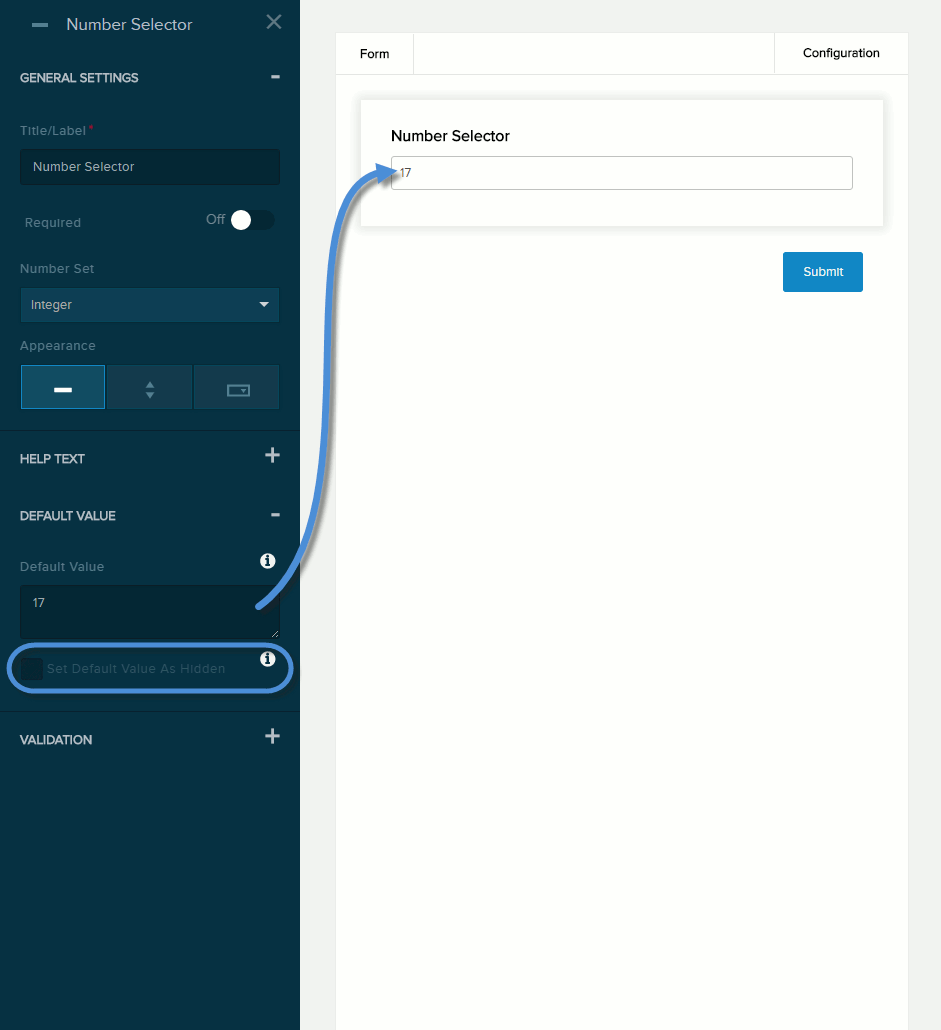 Number Selector
GENERAL SETTINGS
Title/Label*
Number Selector
Required
Off
Number Set
Integer
Appearance
HELP TEXT
DEFAULT VALUE
Default Value
17
Set Default Value As Hidden
VALIDATION
Form
Configuration
Number Selector
17
Submit